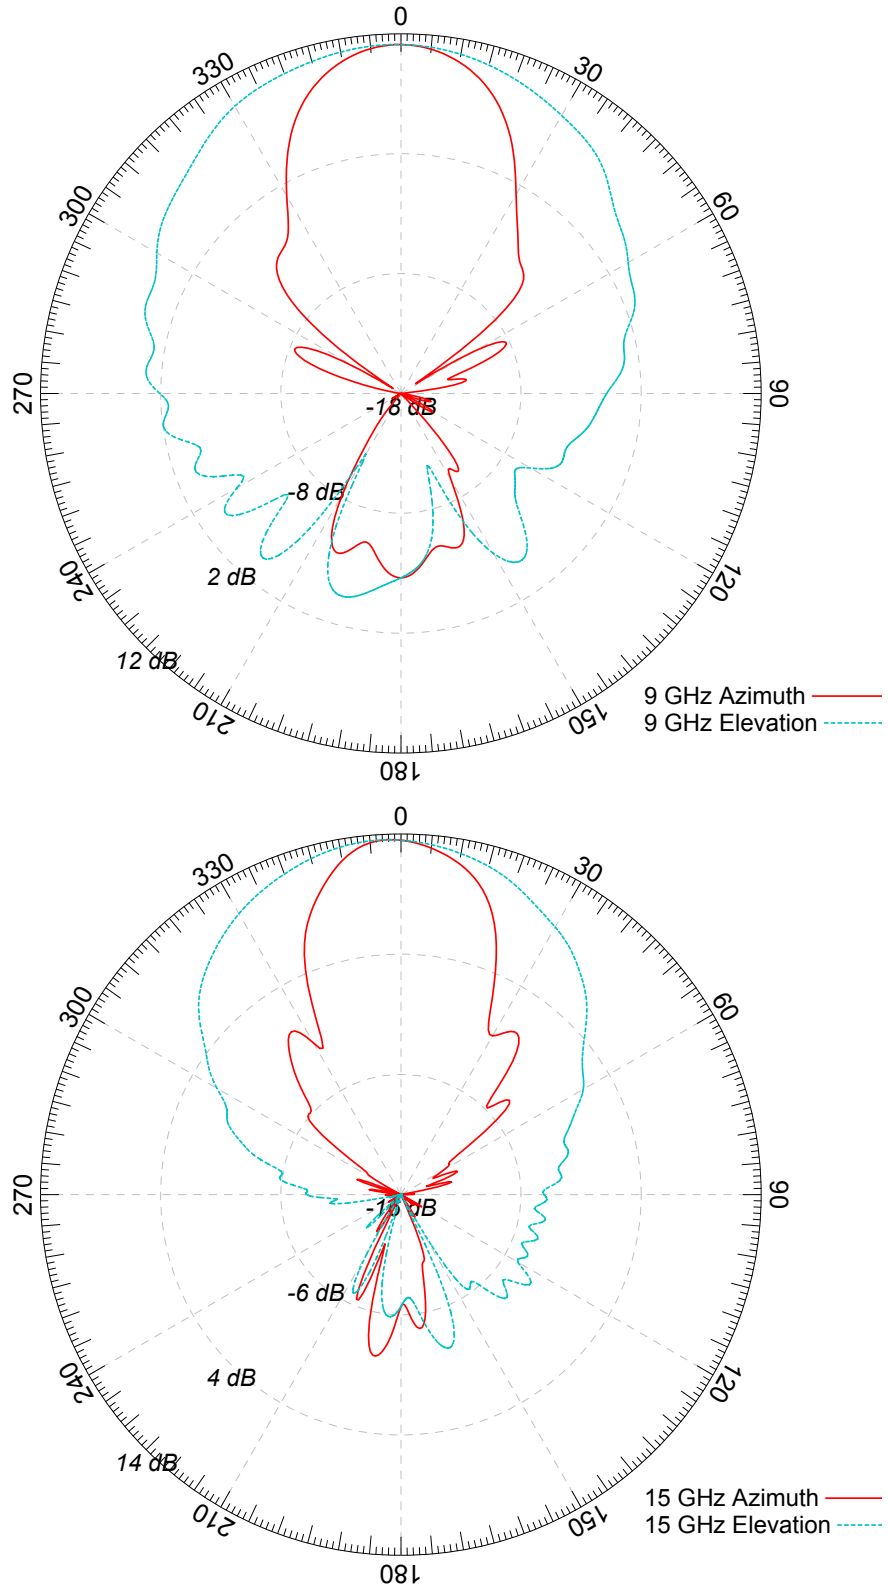 0
330
30
300
60
270
90
-18 dB
-8 dB
240
2 dB
120
12 dB
210
150
9 GHz Azimuth
9 GHz Elevation
180
0
330
30
300
60
270
90
-16 dB
-6 dB
240
4 dB
120
14 dB
210
150
15 GHz Azimuth
15 GHz Elevation
180